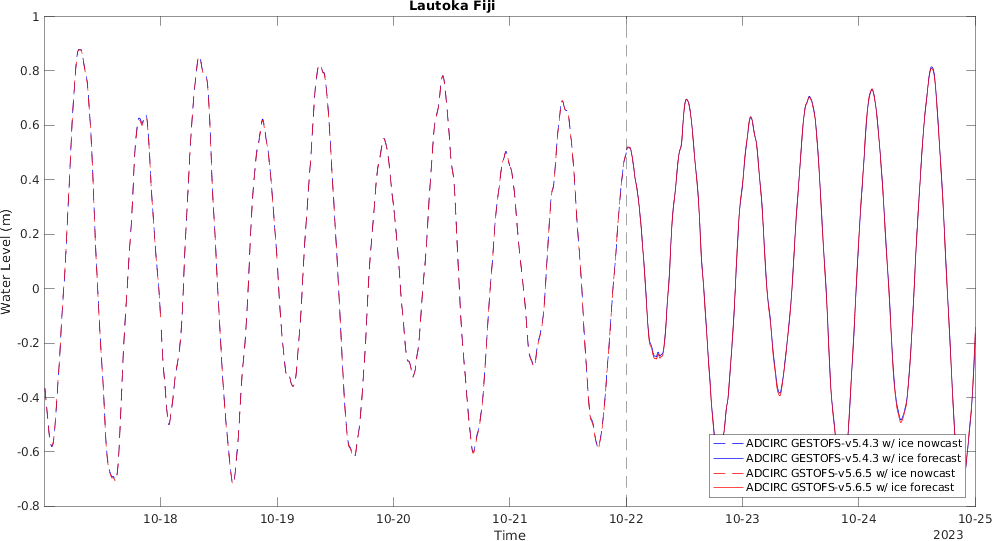 Lautoka Fiji
1
0.8
0.6
0.4
0.2
0
-0.2
-0.4
-0.6
-0.8
Water Level (m)
ADCIRC GESTOFS-v5.4.3 w/ ice nowcast
ADCIRC GESTOFS-v5.4.3 w/ ice forecast
ADCIRC GSTOFS-v5.6.5 w/ ice nowcast
ADCIRC GSTOFS-v5.6.5 w/ ice forecast
10-18 10-19 10-20 10-21 10-22 10-23 10-24 10-25
Time
2023